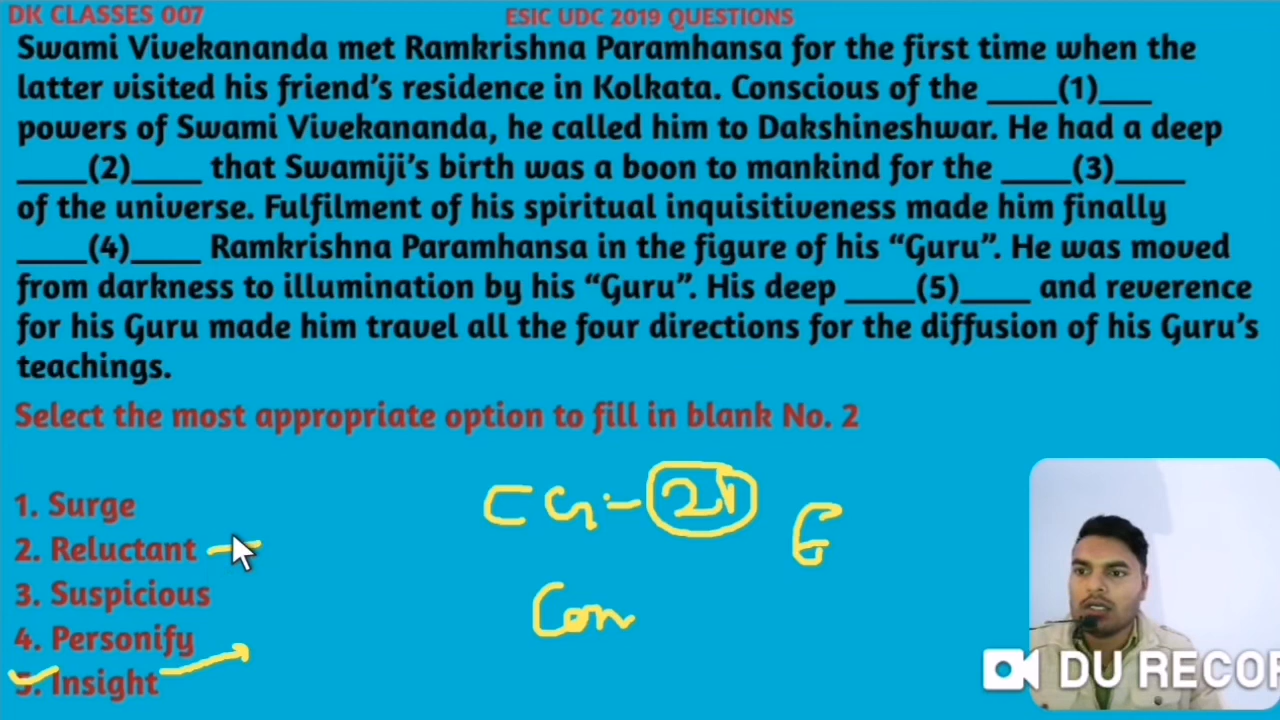 DK CLASSES 007
ESIC UDC 2019 QUESTIONS
Swami Vivekananda met Ramkrishna Paramhansa for the first time when the
latter visited his friend's residence in Kolkata. Conscious of the ____(1)___
powers of Swami Vivekananda, he called him to Dakshineshwar. He had a deep
____(2)____ that Swamiji's birth was a boon to mankind for the ____(3)____
of the universe. Fulfilment of his spiritual inquisitiveness made him finally
____(4)____ Ramkrishna Paramhansa in the figure of his "Guru". He was moved
from darkness to illumination by his "Guru". His deep ____(5)____ and reverence
for his Guru made him travel all the four directions for the diffusion of his Guru's
teachings.
Select the most appropriate option to fill in blank No. 2
1. Surge
2. Reluctant
3. Suspicious
4. Personify
5. Insight
Con
DU RECOR